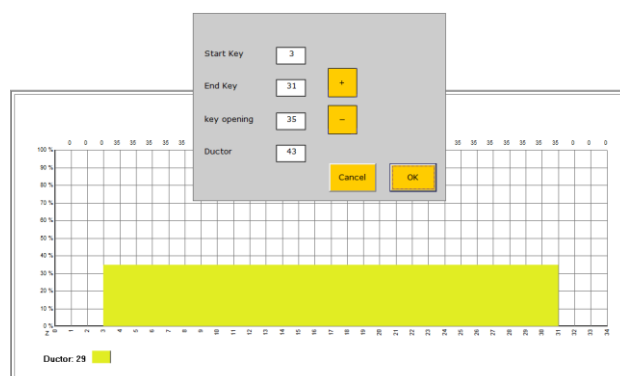 Start Key 3
End Key 31 +
key opening 35 −
Ductor 43
Cancel OK
0 0 35 35 35 35 35 35 35 35 35 35 35 35 35 0 0 0
100 %
90 %
80 %
70 %
60 %
50 %
40 %
30 %
20 %
10 %
0 %
Z 0 1 2 3 4 5 6 7 8 9 10 11 12 13 14 15 16 17 18 19 20 21 22 23 24 25 26 27 28 29 30 31 32 33 34
Ductor: 29